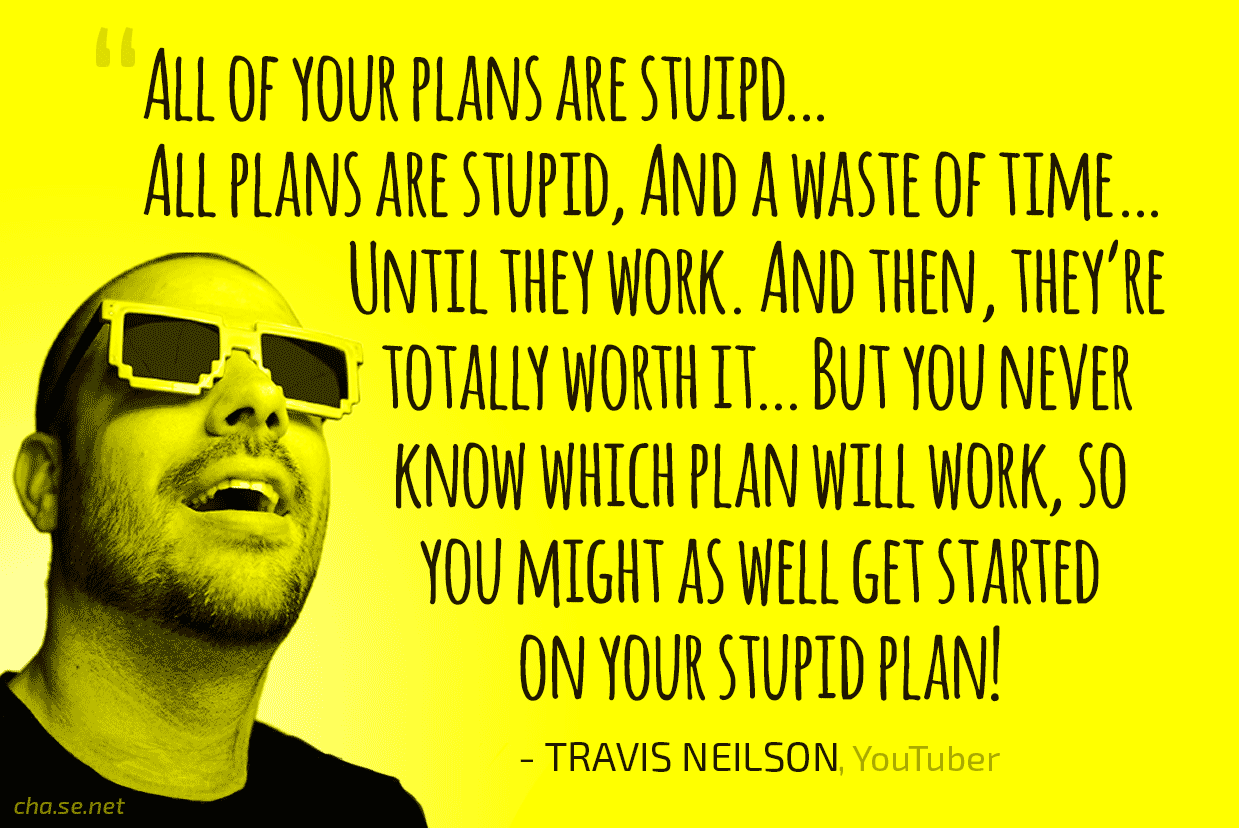 “ALL OF YOUR PLANS ARE STUIPD...
ALL PLANS ARE STUPID, AND A WASTE OF TIME...
UNTIL THEY WORK. AND THEN, THEY’RE
TOTALLY WORTH IT... BUT YOU NEVER
KNOW WHICH PLAN WILL WORK, SO
YOU MIGHT AS WELL GET STARTED
ON YOUR STUPID PLAN!
- TRAVIS NEILSON, YouTuber
cha.se.net